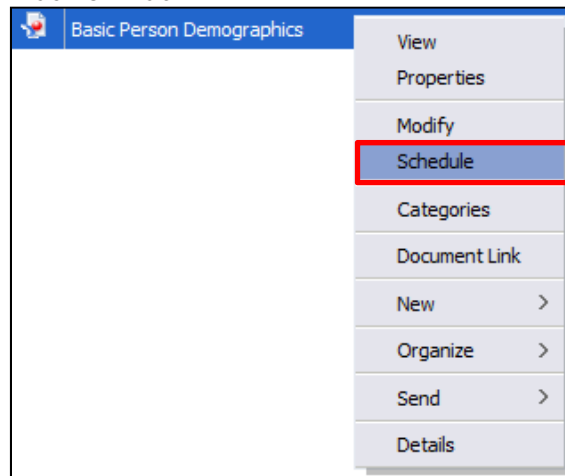 Basic Person Demographics
View
Properties
Modify
Schedule
Categories
Document Link
New
Organize
Send
Details